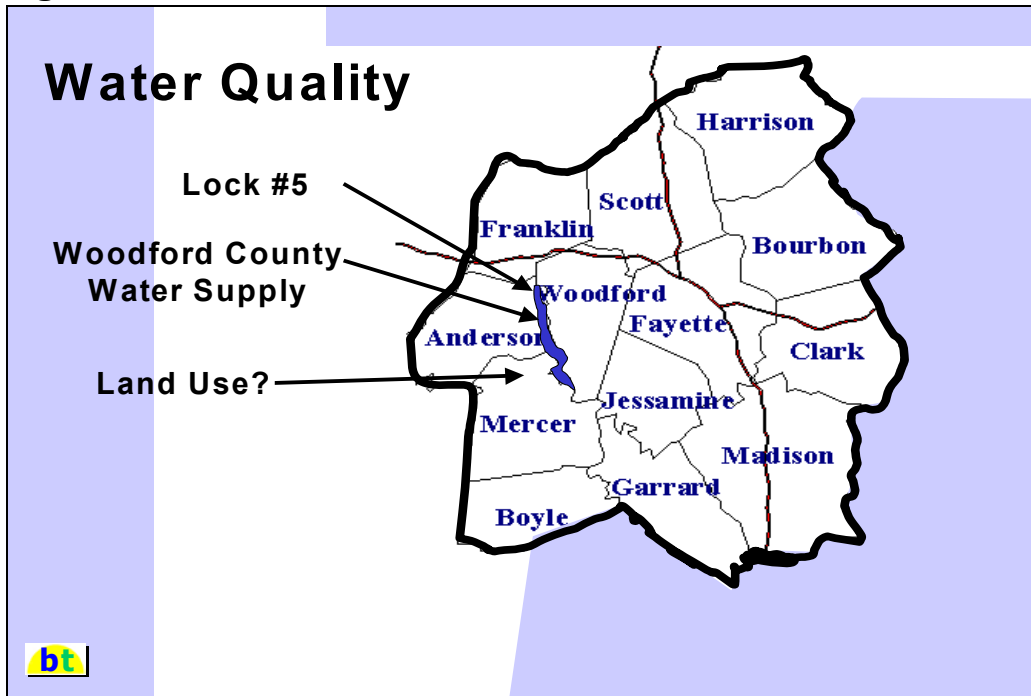 Water Quality
Harrison
Lock #5
Scott
Franklin
Bourbon
Woodford County
Water Supply
Woodford
Fayette
Anderson
Clark
Land Use?
Jessamine
Mercer
Madison
Garrard
Boyle
bt